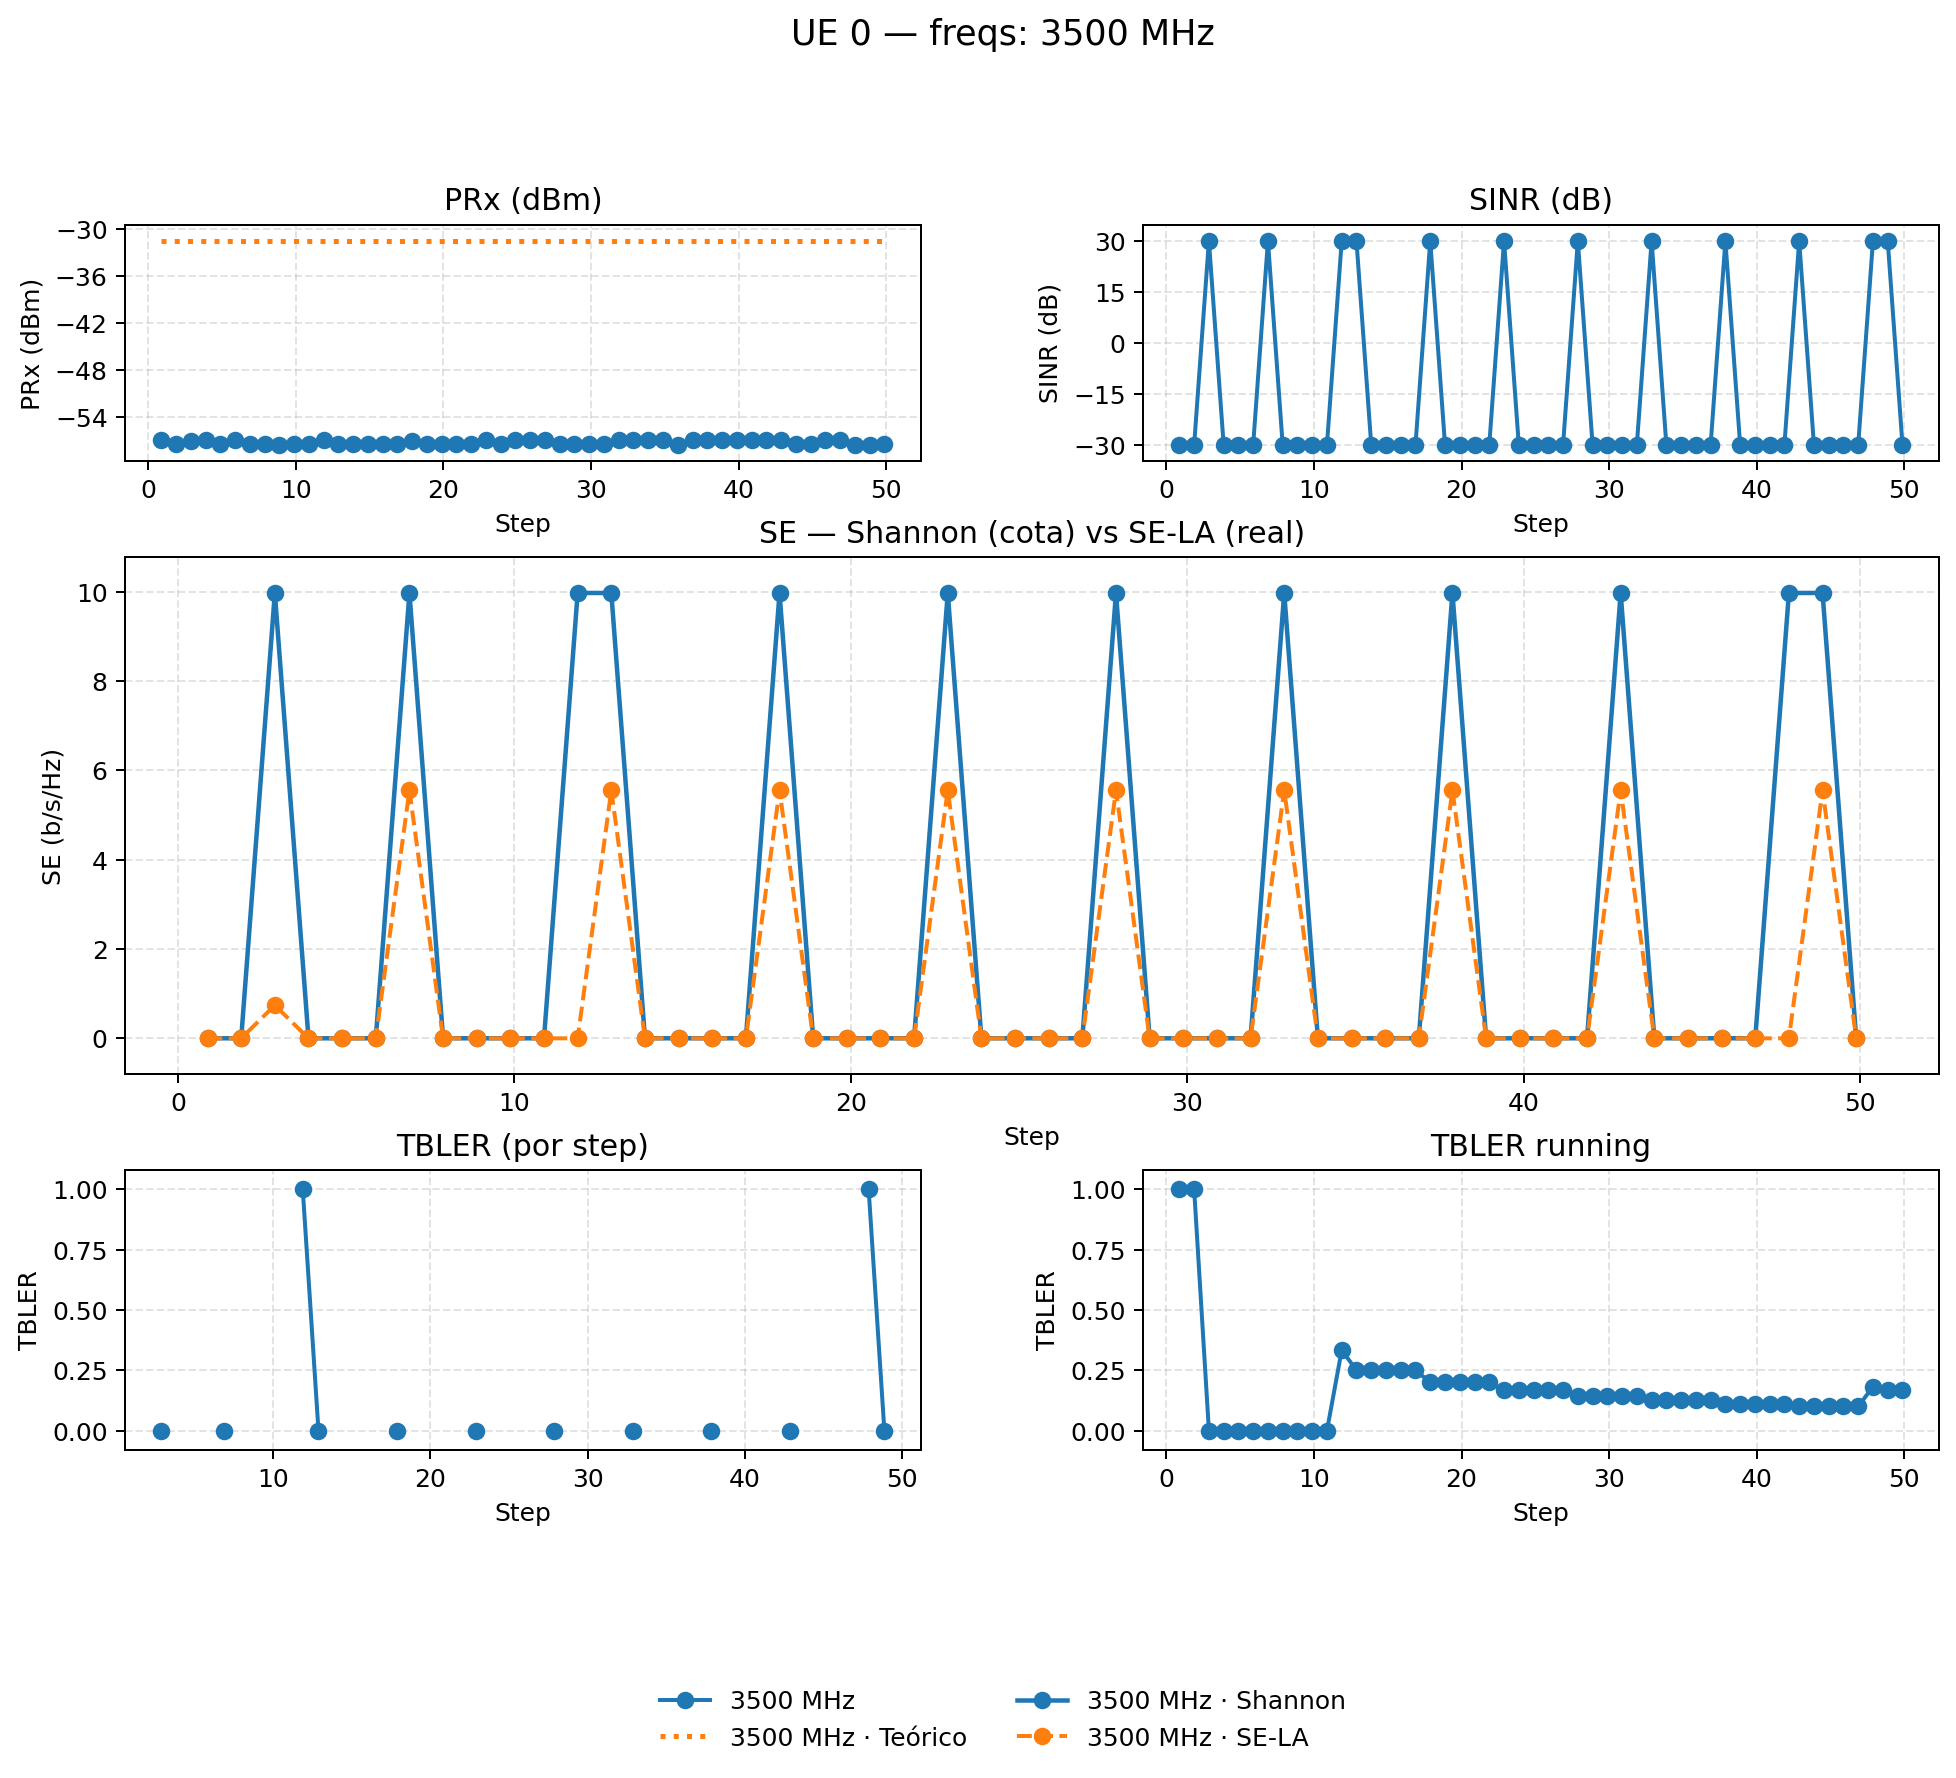 UE 0 — freqs: 3500 MHz
PRx (dBm)
PRx (dBm)
−30
−36
−42
−48
−54
0 10 20 30 40 50
Step
SINR (dB)
SINR (dB)
30
15
0
−15
−30
0 10 20 30 40 50
Step
SE — Shannon (cota) vs SE-LA (real)
SE (b/s/Hz)
10
8
6
4
2
0
0 10 20 30 40 50
Step
TBLER (por step)
TBLER
1.00
0.75
0.50
0.25
0.00
10 20 30 40 50
Step
TBLER running
TBLER
1.00
0.75
0.50
0.25
0.00
0 10 20 30 40 50
Step
3500 MHz
3500 MHz · Teórico
3500 MHz · Shannon
3500 MHz · SE-LA